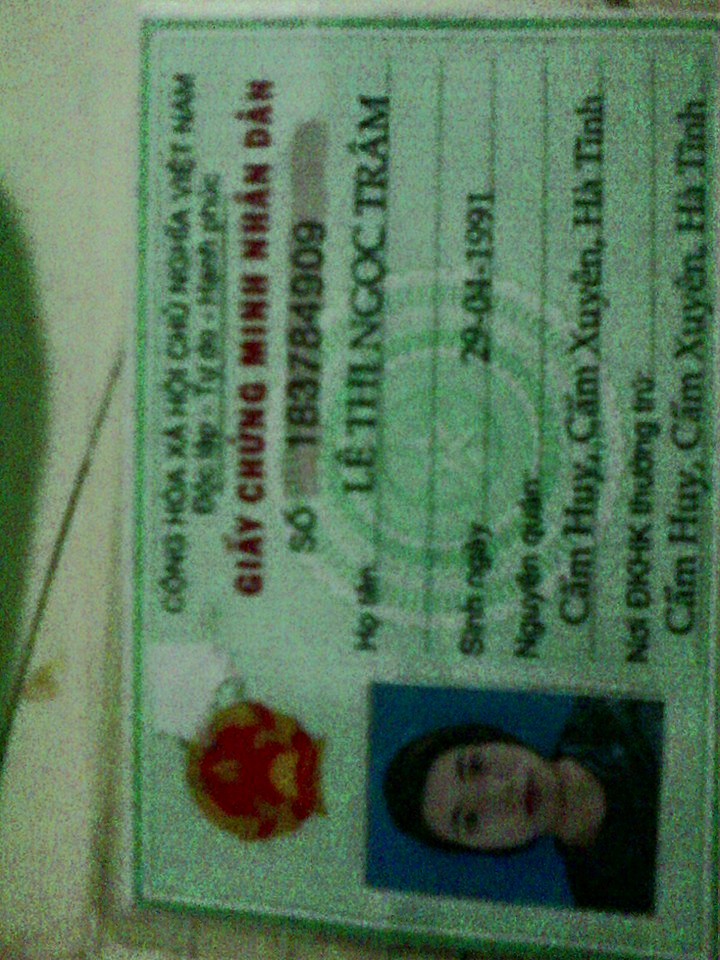 CỘNG HÒA XÃ HỘI CHỦ NGHĨA VIỆT NAM
Độc lập - Tự do - Hạnh phúc
GIẤY CHỨNG MINH NHÂN DÂN
SỐ 183784909
Họ tên LÊ THỊ NGỌC TRÂM
Sinh ngày 29-04-1991
Nguyên quán
Cẩm Huy, Cẩm Xuyên, Hà Tĩnh
Nơi ĐKHK thường trú
Cẩm Huy, Cẩm Xuyên, Hà Tĩnh